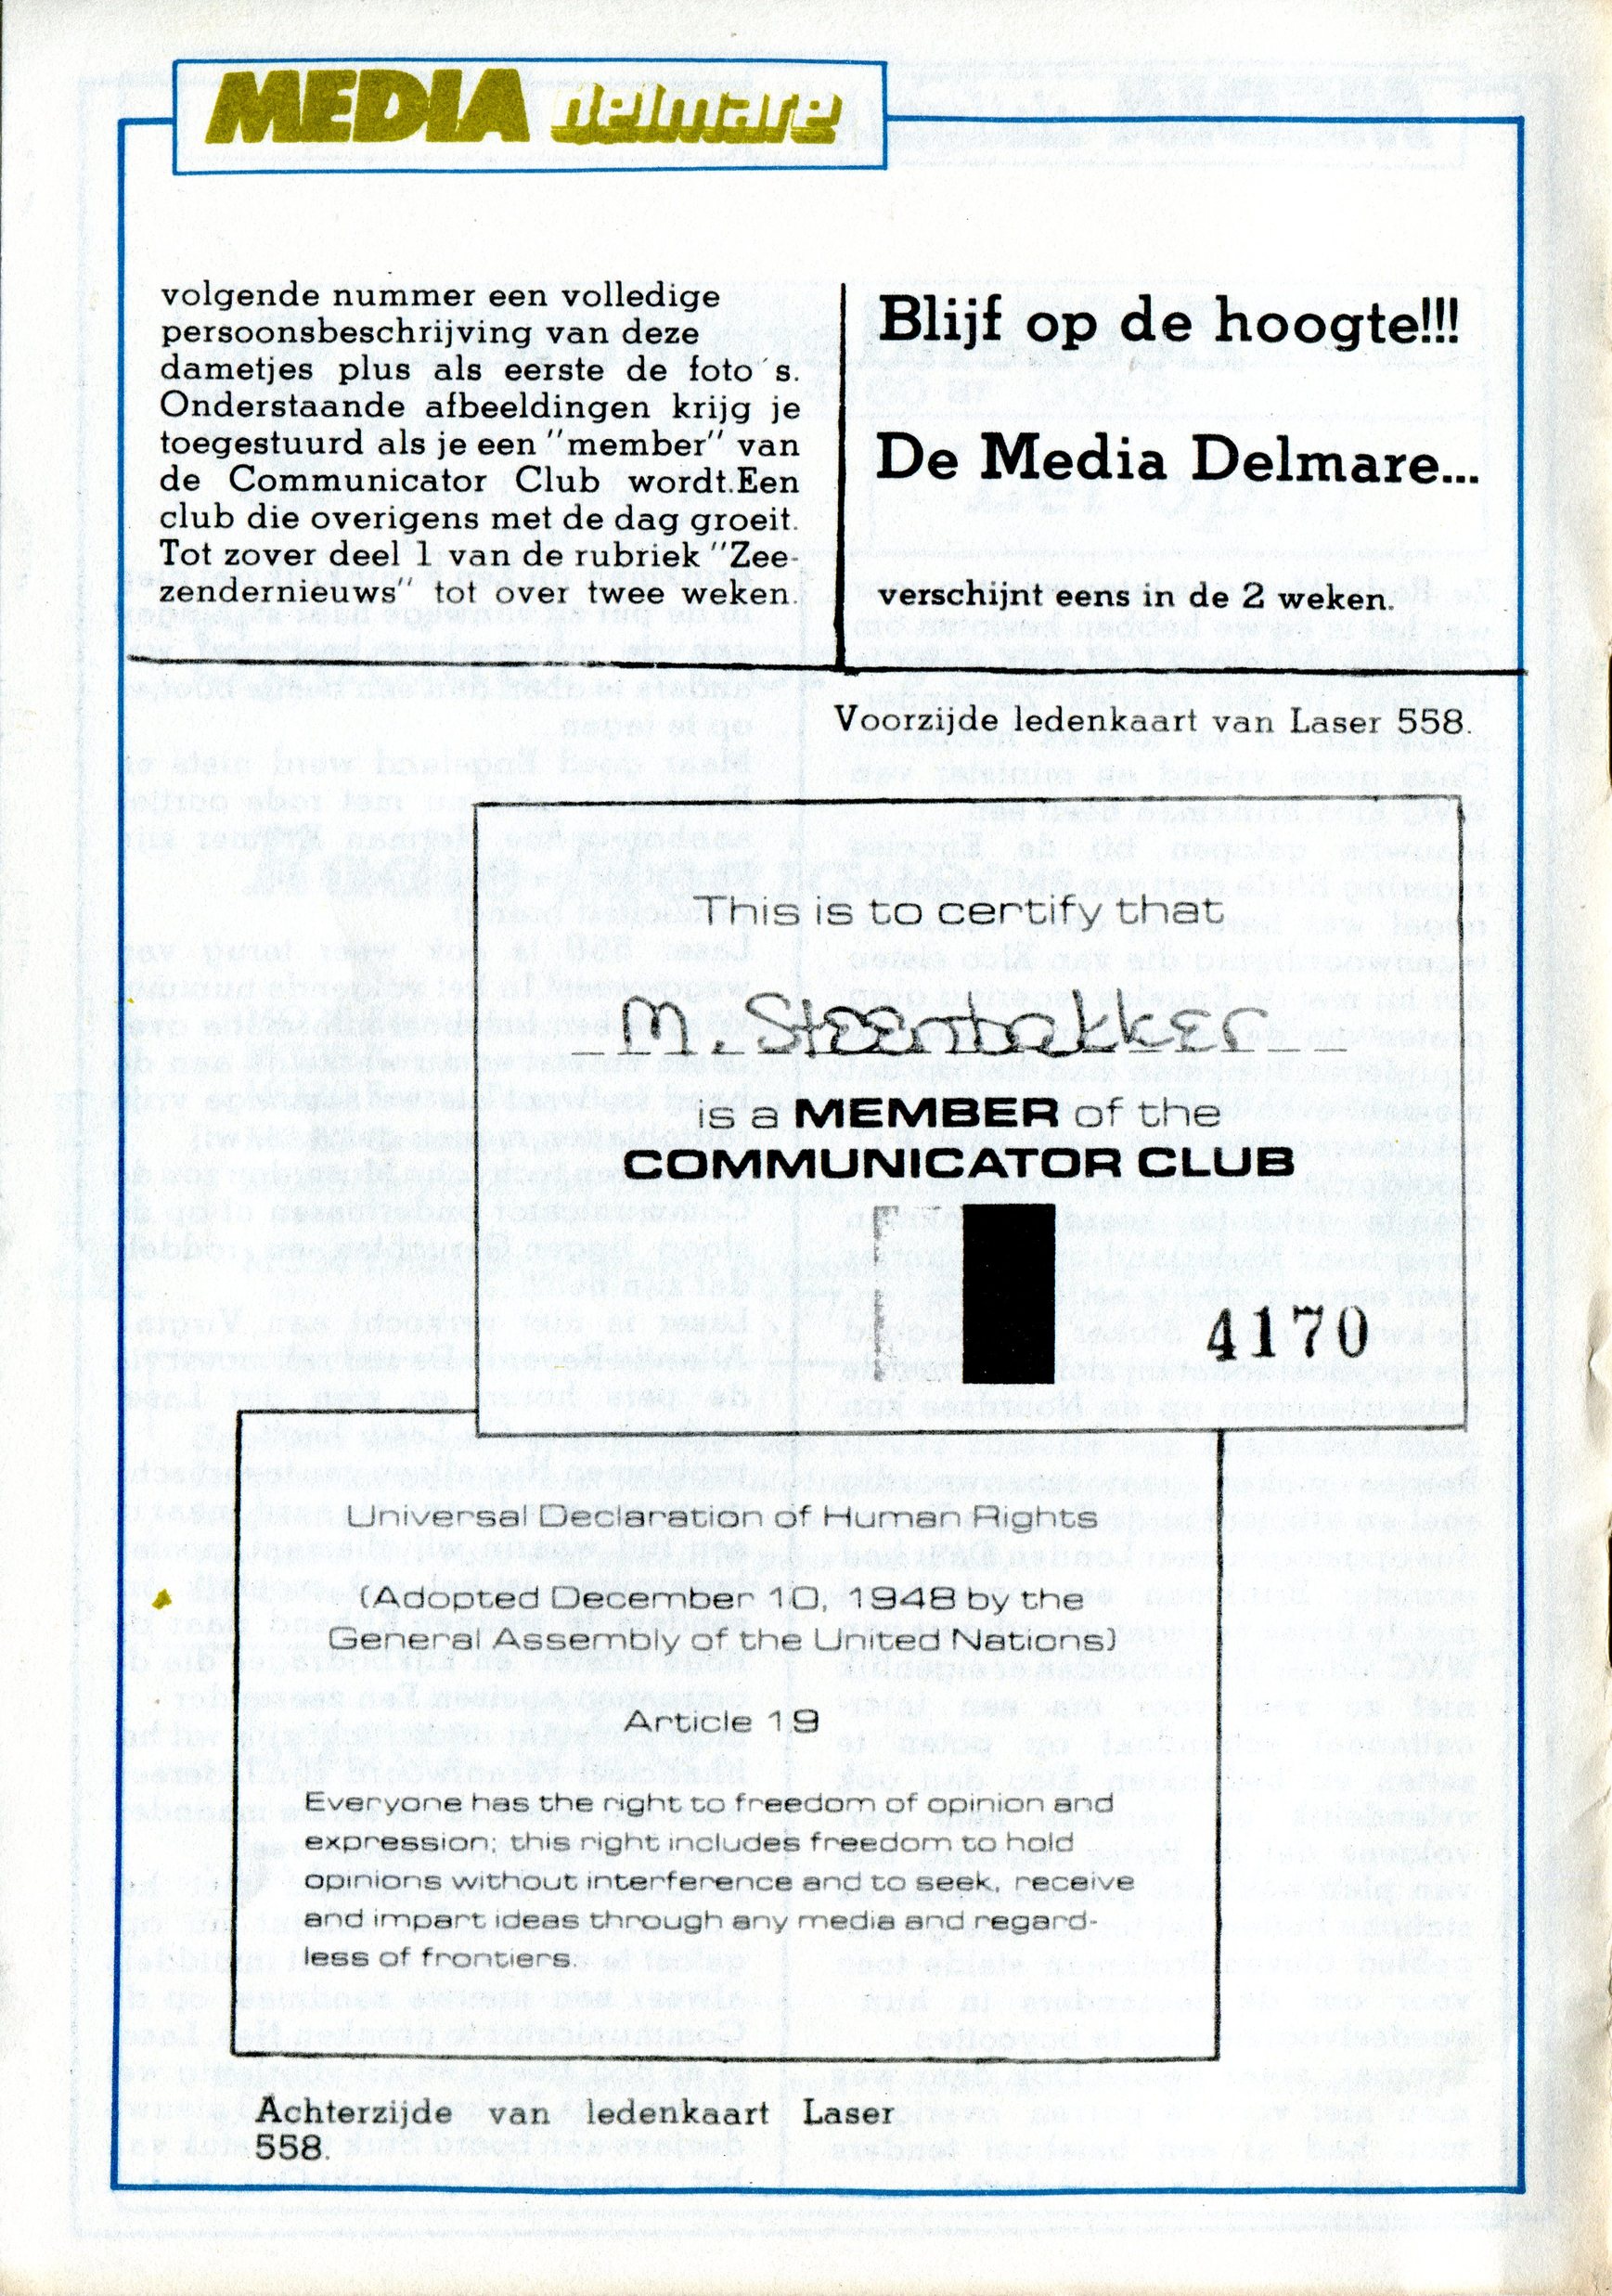 MEDIA delmare
volgende nummer een volledige
persoonsbeschrijving van deze
dametjes plus als eerste de foto´s.
Onderstaande afbeeldingen krijg je
toegestuurd als je een "member" van
de Communicator Club wordt.Een
club die overigens met de dag groeit.
Tot zover deel 1 van de rubriek "Zee-
zendernieuws" tot over twee weken.
Blijf op de hoogte!!!
De Media Delmare...
verschijnt eens in de 2 weken.
Voorzijde ledenkaart van Laser 558.
This is to certify that
M. Steenbakker
is a MEMBER of the
COMMUNICATOR CLUB
4170
Universal Declaration of Human Rights
(Adopted December 10, 1948 by the
General Assembly of the United Nations)
Article 19
Everyone has the right to freedom of opinion and
expression; this right includes freedom to hold
opinions without interference and to seek, receive
and impart ideas through any media and regard-
less of frontiers.
Achterzijde van ledenkaart Laser
558.